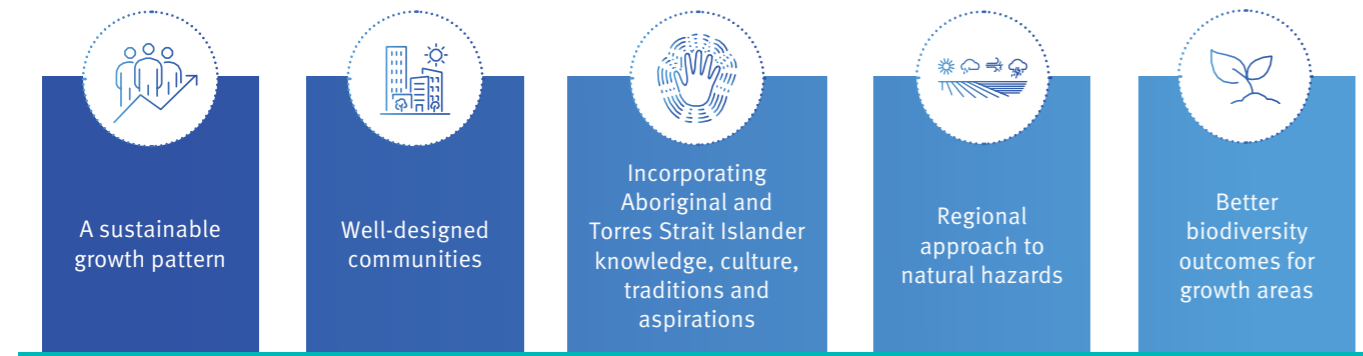 A sustainable
growth pattern
Well-designed
communities
Incorporating
Aboriginal and
Torres Strait Islander
knowledge, culture,
traditions and
aspirations
Regional
approach to
natural hazards
Better
biodiversity
outcomes for
growth areas